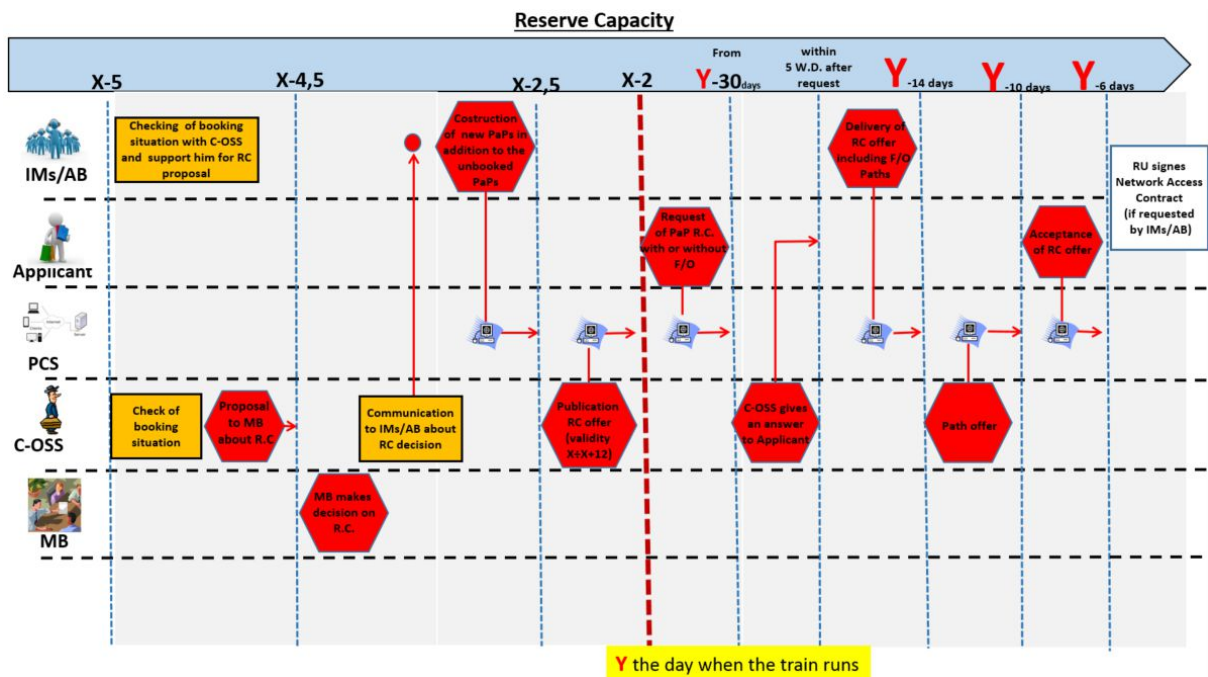 Reserve Capacity
X-5
X-4,5
X-2,5
X-2
From
Y-30days
within
5 W.D. after
request
Y-14 days
Y-10 days
Y-6 days
IMs/AB
Checking of booking
situation with C-OSS
and support him for RC
proposal
Costruction
of new PaPs in
addition to the
unbooked
PaPs
Delivery of
RC offer
including F/O
Paths
RU signes
Network Access
Contract
(if requested
by IMs/AB)
Applicant
Request
of PaP R.C.
with or without
F/O
Acceptance
of RC offer
PCS
C-OSS
Check of
booking
situation
Proposal
to MB
about R.C
Communication
to IMs/AB about
RC decision
Publication
RC offer
(validity
X÷X+12)
C-OSS gives
an answer
to Applicant
Path offer
MB
MB makes
decision on
R.C.
Y the day when the train runs